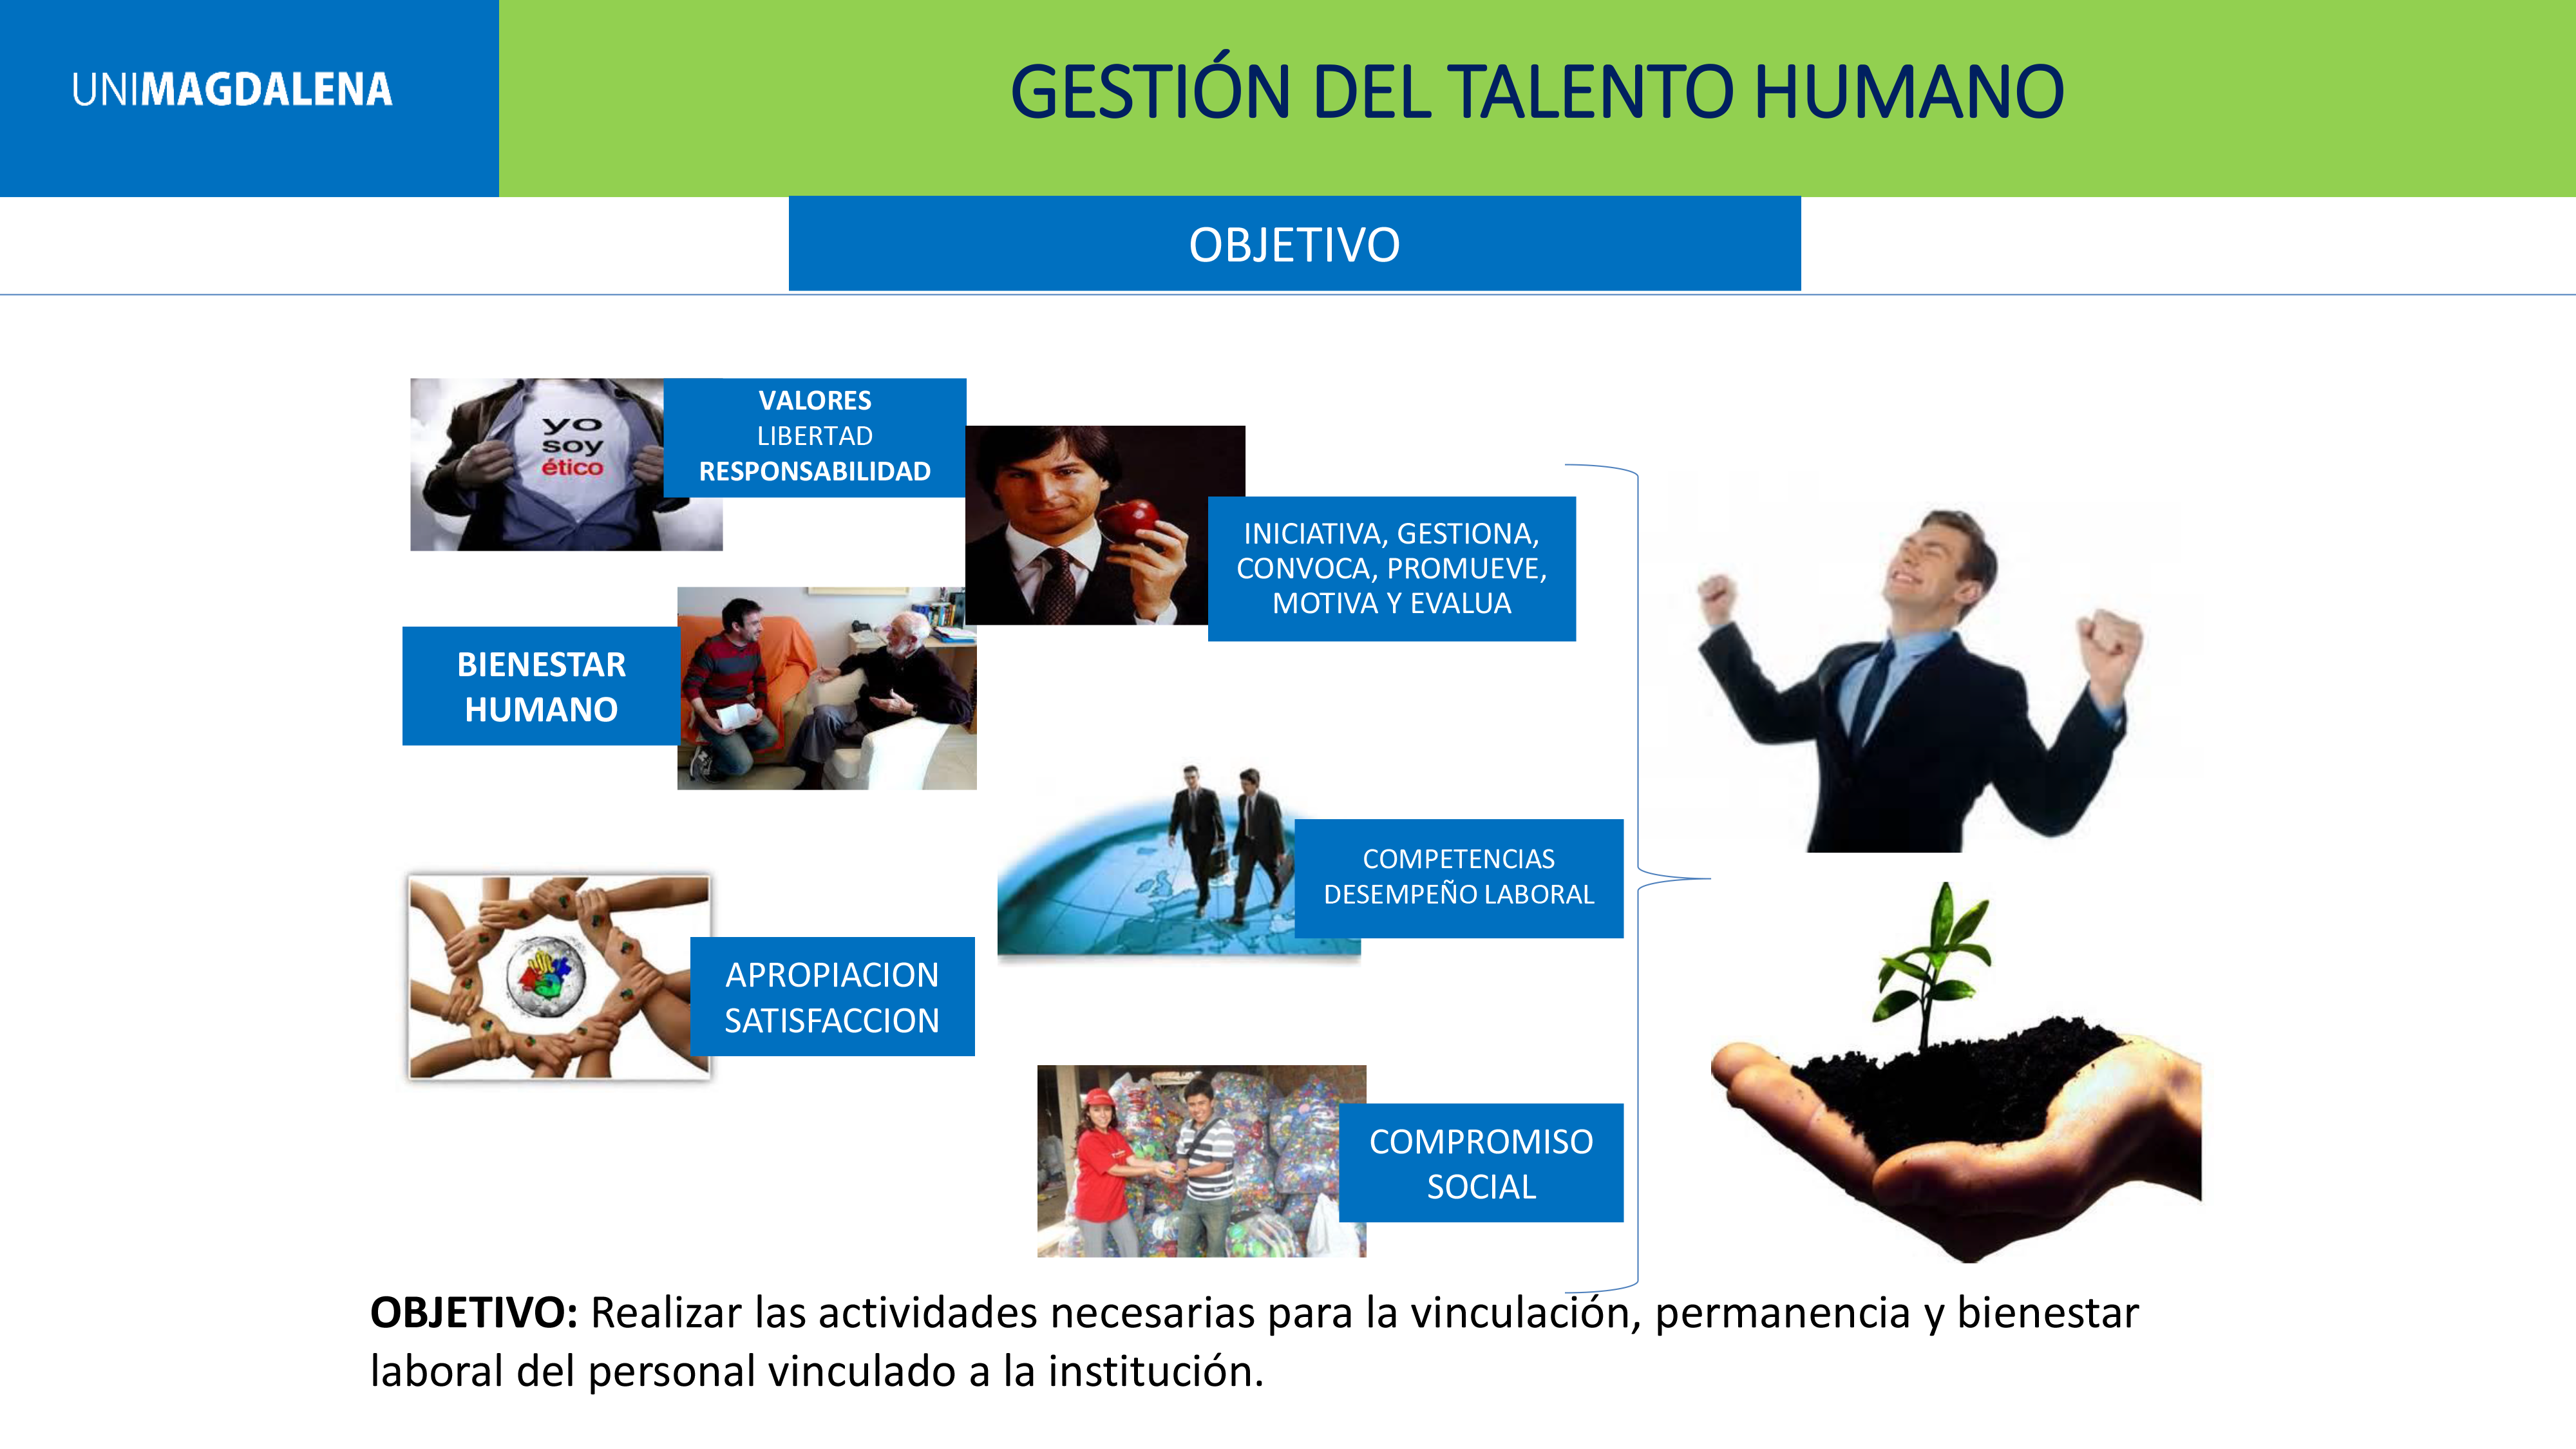 UNIMAGDALENA
GESTIÓN DEL TALENTO HUMANO
OBJETIVO
yo
soy
ético
VALORES
LIBERTAD
RESPONSABILIDAD
INICIATIVA, GESTIONA,
CONVOCA, PROMUEVE,
MOTIVA Y EVALUA
BIENESTAR
HUMANO
COMPETENCIAS
DESEMPEÑO LABORAL
APROPIACION
SATISFACCION
COMPROMISO
SOCIAL
OBJETIVO: Realizar las actividades necesarias para la vinculación, permanencia y bienestar
laboral del personal vinculado a la institución.